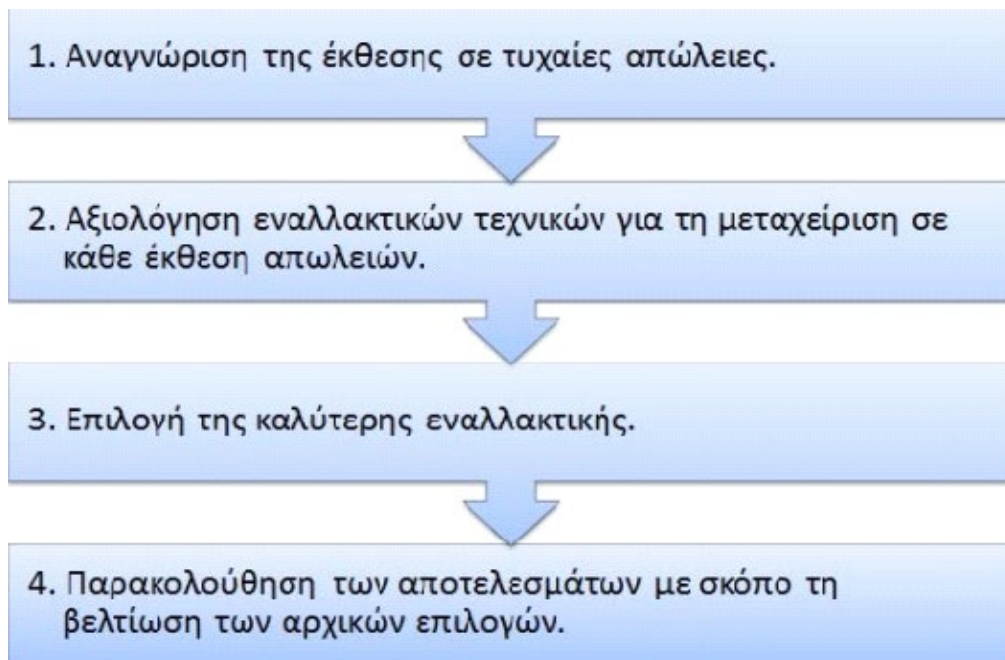 1. Αναγνώριση της έκθεσης σε τυχαίες απώλειες.
2. Αξιολόγηση εναλλακτικών τεχνικών για τη μεταχείριση σε
κάθε έκθεση απωλειών.
3. Επιλογή της καλύτερης εναλλακτικής.
4. Παρακολούθηση των αποτελεσμάτων με σκόπο τη
βελτίωση των αρχικών επιλογών.